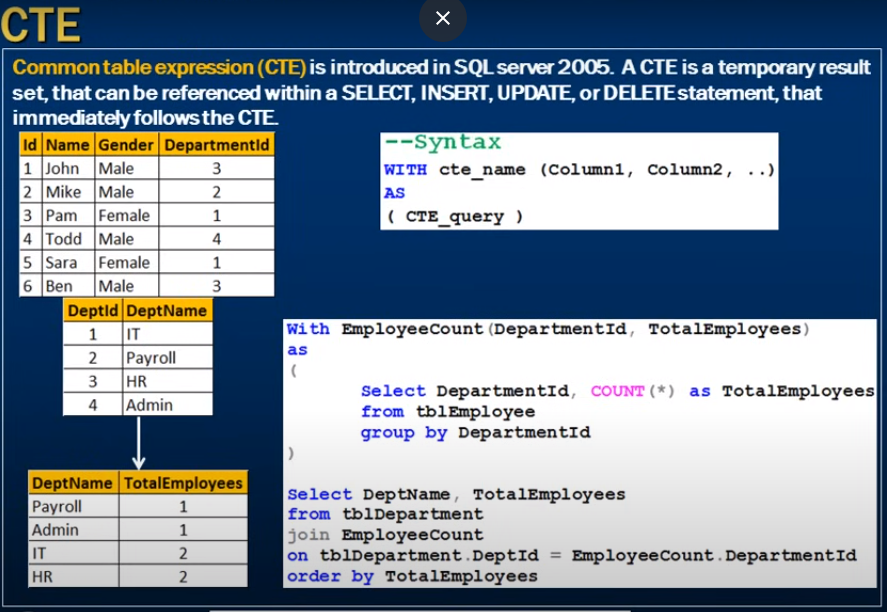 CTE
Common table expression (CTE) is introduced in SQL server 2005. A CTE is a temporary result
set, that can be referenced within a SELECT, INSERT, UPDATE, or DELETE statement, that
immediately follows the CTE.
Id Name Gender DepartmentId
1 John Male 3
2 Mike Male 2
3 Pam Female 1
4 Todd Male 4
5 Sara Female 1
6 Ben Male 3
--Syntax
WITH cte_name (Column1, Column2, ..)
AS
( CTE_query )
DeptId DeptName
1 IT
2 Payroll
3 HR
4 Admin
DeptName TotalEmployees
Payroll 1
Admin 1
IT 2
HR 2
With EmployeeCount(DepartmentId, TotalEmployees)
as
(
Select DepartmentId, COUNT(*) as TotalEmployees
from tblEmployee
group by DepartmentId
)
Select DeptName, TotalEmployees
from tblDepartment
join EmployeeCount
on tblDepartment.DeptId = EmployeeCount.DepartmentId
order by TotalEmployees